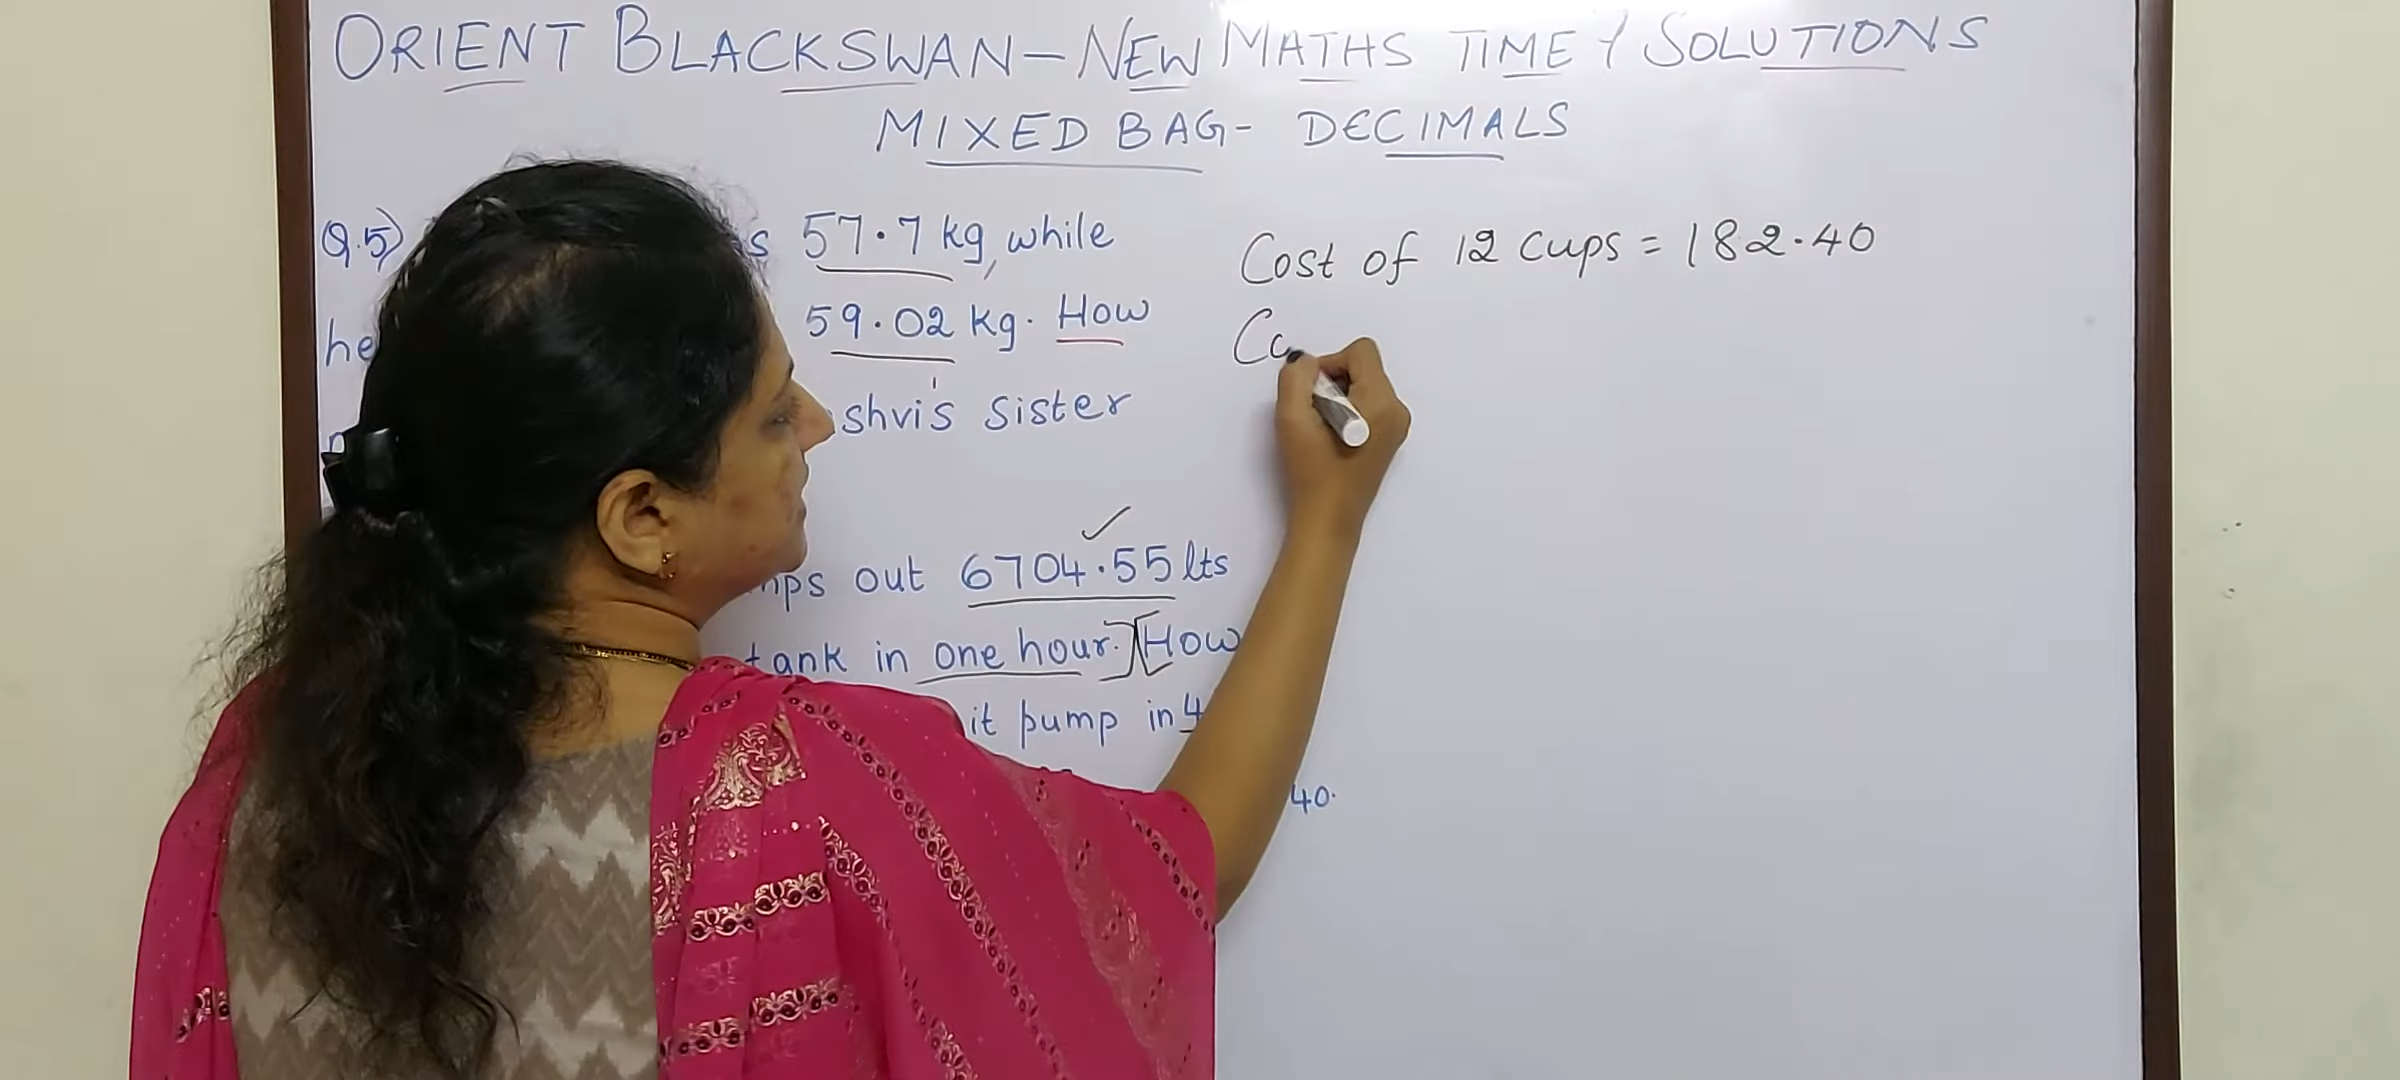 ORIENT BLACKSWAN - NEW MATHS TIME / SOLUTIONS
MIXED BAG - DECIMALS
Q.5) 57.7 kg, while
he 59.02 kg. How
shvi's sister
out 6704.55 lts
tank in one hour.] [How
it pump in 4
40.
Cost of 12 cups = 182.40
Co